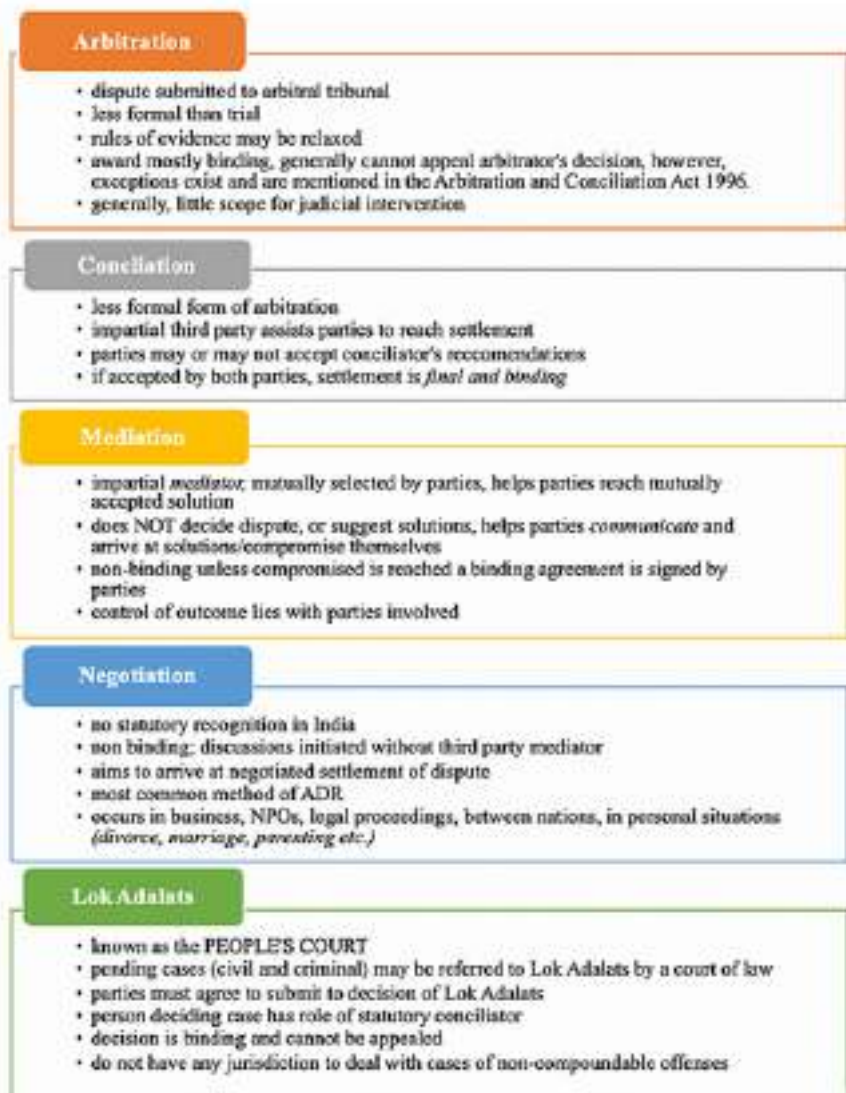 Arbitration
• dispute submitted to arbitral tribunal
• less formal than trial
• rules of evidence may be relaxed
• award mostly binding, generally cannot appeal arbitrator's decision, however,
exceptions exist and are mentioned in the Arbitration and Conciliation Act 1996.
• generally, little scope for judicial intervention
Conciliation
• less formal form of arbitration
• impartial third party assists parties to reach settlement
• parties may or may not accept conciliator's reccomendations
• if accepted by both parties, settlement is final and binding
Mediation
• impartial mediator, mutually selected by parties, helps parties reach mutually
accepted solution
• does NOT decide dispute, or suggest solutions, helps parties communicate and
arrive at solutions/compromise themselves
• non-binding unless compromised is reached a binding agreement is signed by
parties
• control of outcome lies with parties involved
Negotiation
• no statutory recognition in India
• non binding; discussions initiated without third party mediator
• aims to arrive at negotiated settlement of dispute
• most common method of ADR
• occurs in business, NPOs, legal proceedings, between nations, in personal situations
(divorce, marriage, parenting etc.)
Lok Adalats
• known as the PEOPLE'S COURT
• pending cases (civil and criminal) may be referred to Lok Adalats by a court of law
• parties must agree to submit to decision of Lok Adalats
• person deciding case has role of statutory conciliator
• decision is binding and cannot be appealed
• do not have any jurisdiction to deal with cases of non-compoundable offenses